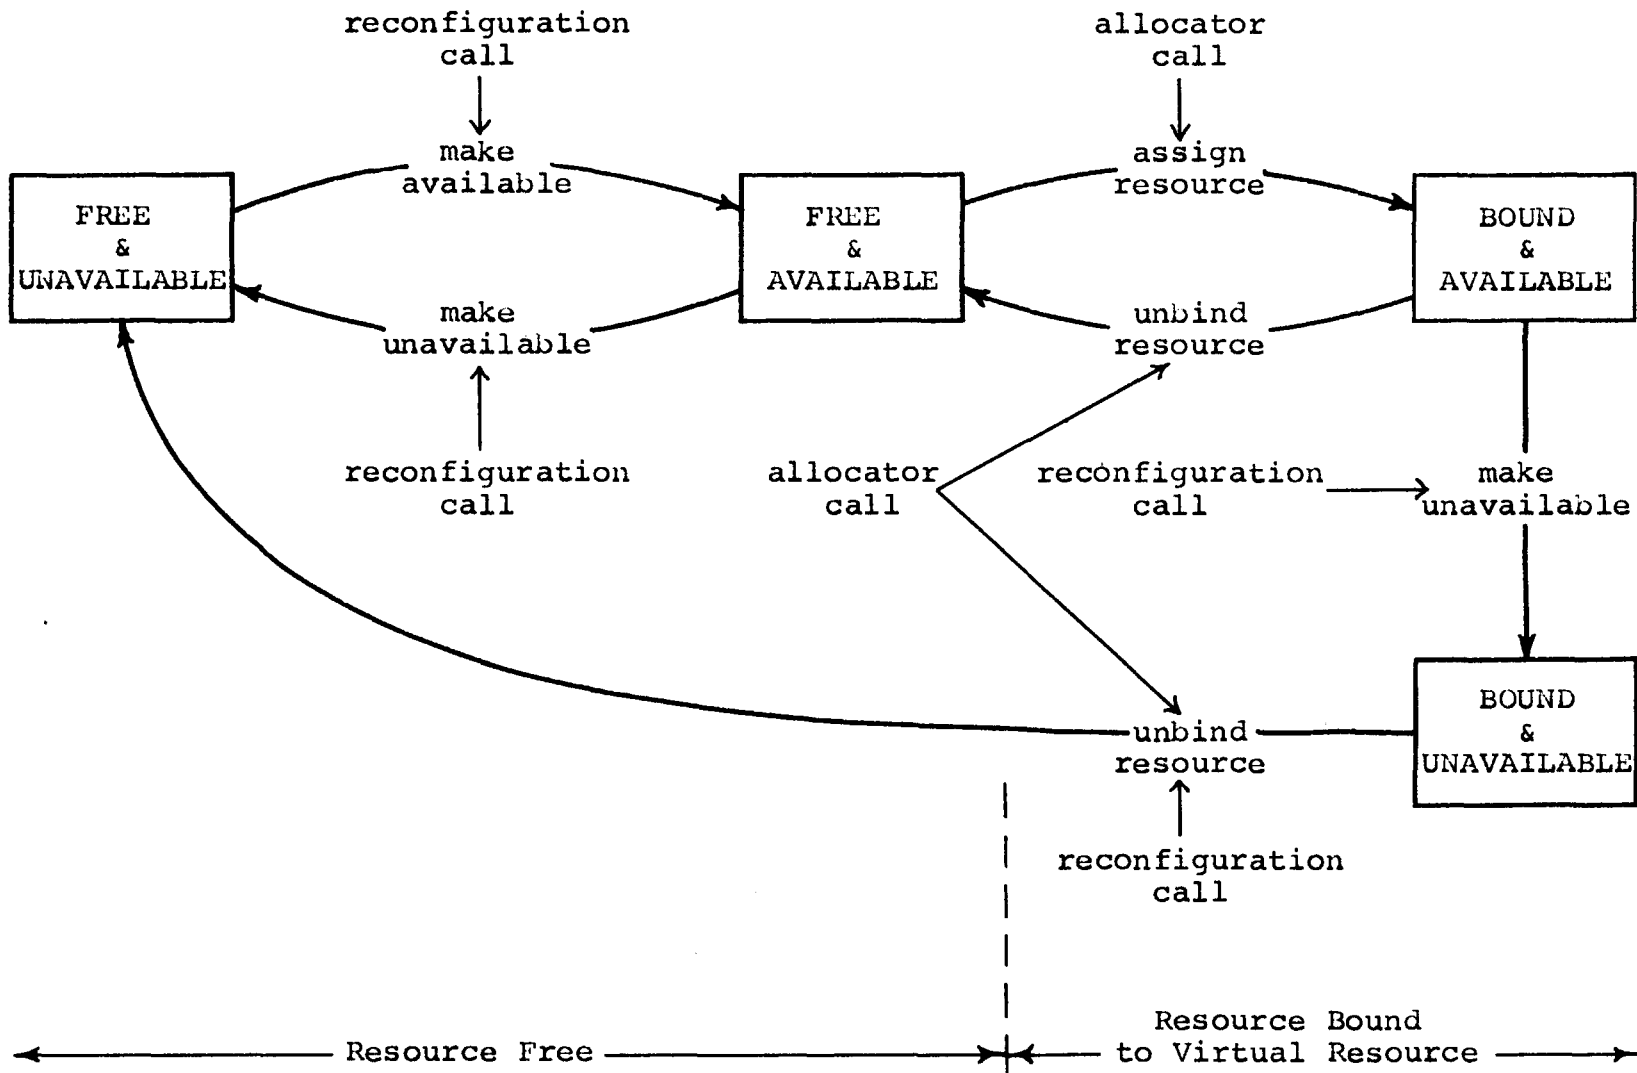 reconfiguration
call
allocator
call
make
available
assign
resource
FREE
&
UNAVAILABLE
FREE
&
AVAILABLE
BOUND
&
AVAILABLE
make
unavailable
unbind
resource
reconfiguration
call
allocator
call
reconfiguration
call
make
unavailable
unbind
resource
BOUND
&
UNAVAILABLE
reconfiguration
call
Resource Free
Resource Bound
to Virtual Resource